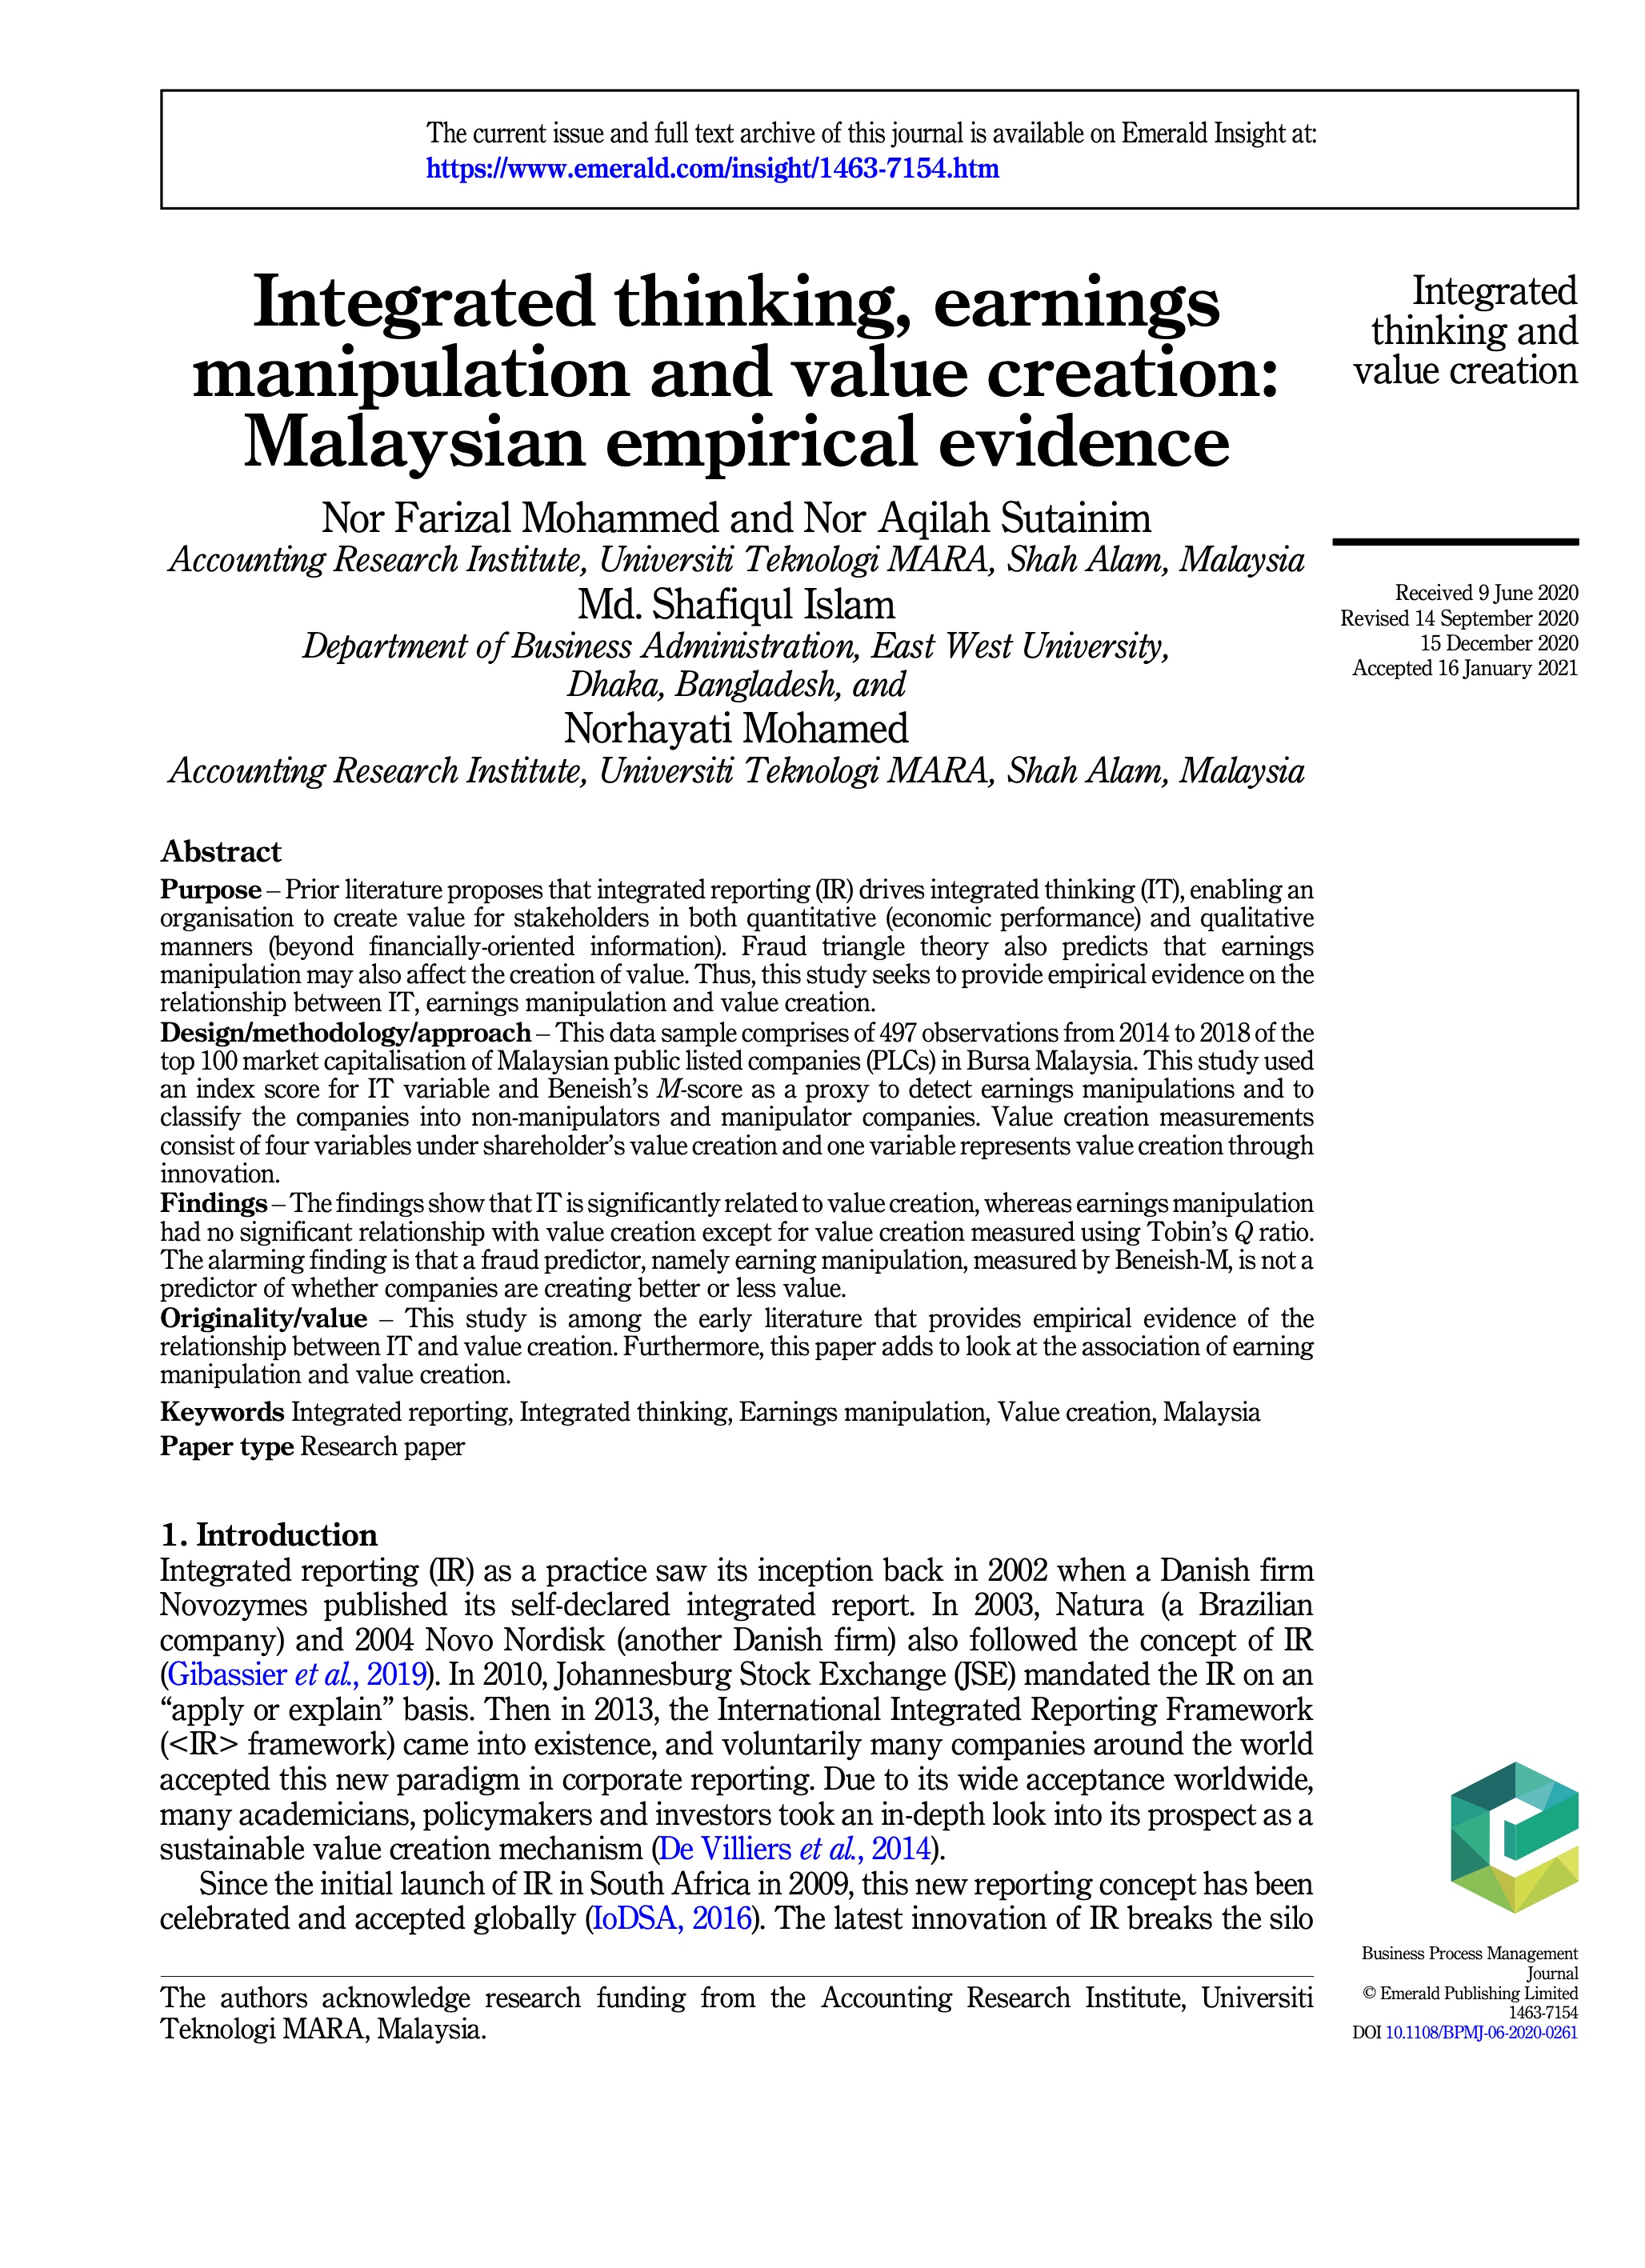 The current issue and full text archive of this journal is available on Emerald Insight at:
https://www.emerald.com/insight/1463-7154.htm
Integrated thinking, earnings
manipulation and value creation:
Malaysian empirical evidence
Nor Farizal Mohammed and Nor Aqilah Sutainim
Accounting Research Institute, Universiti Teknologi MARA, Shah Alam, Malaysia
Md. Shafiqul Islam
Department of Business Administration, East West University,
Dhaka, Bangladesh, and
Norhayati Mohamed
Accounting Research Institute, Universiti Teknologi MARA, Shah Alam, Malaysia
Integrated
thinking and
value creation
Received 9 June 2020
Revised 14 September 2020
15 December 2020
Accepted 16 January 2021
Abstract
Purpose – Prior literature proposes that integrated reporting (IR) drives integrated thinking (IT), enabling an
organisation to create value for stakeholders in both quantitative (economic performance) and qualitative
manners (beyond financially-oriented information). Fraud triangle theory also predicts that earnings
manipulation may also affect the creation of value. Thus, this study seeks to provide empirical evidence on the
relationship between IT, earnings manipulation and value creation.
Design/methodology/approach – This data sample comprises of 497 observations from 2014 to 2018 of the
top 100 market capitalisation of Malaysian public listed companies (PLCs) in Bursa Malaysia. This study used
an index score for IT variable and Beneish's M-score as a proxy to detect earnings manipulations and to
classify the companies into non-manipulators and manipulator companies. Value creation measurements
consist of four variables under shareholder's value creation and one variable represents value creation through
innovation.
Findings – The findings show that IT is significantly related to value creation, whereas earnings manipulation
had no significant relationship with value creation except for value creation measured using Tobin's Q ratio.
The alarming finding is that a fraud predictor, namely earning manipulation, measured by Beneish-M, is not a
predictor of whether companies are creating better or less value.
Originality/value – This study is among the early literature that provides empirical evidence of the
relationship between IT and value creation. Furthermore, this paper adds to look at the association of earning
manipulation and value creation.
Keywords Integrated reporting, Integrated thinking, Earnings manipulation, Value creation, Malaysia
Paper type Research paper
1. Introduction
Integrated reporting (IR) as a practice saw its inception back in 2002 when a Danish firm
Novozymes published its self-declared integrated report. In 2003, Natura (a Brazilian
company) and 2004 Novo Nordisk (another Danish firm) also followed the concept of IR
(Gibassier et al., 2019). In 2010, Johannesburg Stock Exchange (JSE) mandated the IR on an
“apply or explain” basis. Then in 2013, the International Integrated Reporting Framework
(<IR> framework) came into existence, and voluntarily many companies around the world
accepted this new paradigm in corporate reporting. Due to its wide acceptance worldwide,
many academicians, policymakers and investors took an in-depth look into its prospect as a
sustainable value creation mechanism (De Villiers et al., 2014).
Since the initial launch of IR in South Africa in 2009, this new reporting concept has been
celebrated and accepted globally (IoDSA, 2016). The latest innovation of IR breaks the silo
The authors acknowledge research funding from the Accounting Research Institute, Universiti
Teknologi MARA, Malaysia.
Business Process Management
Journal
© Emerald Publishing Limited
1463-7154
DOI 10.1108/BPMJ-06-2020-0261